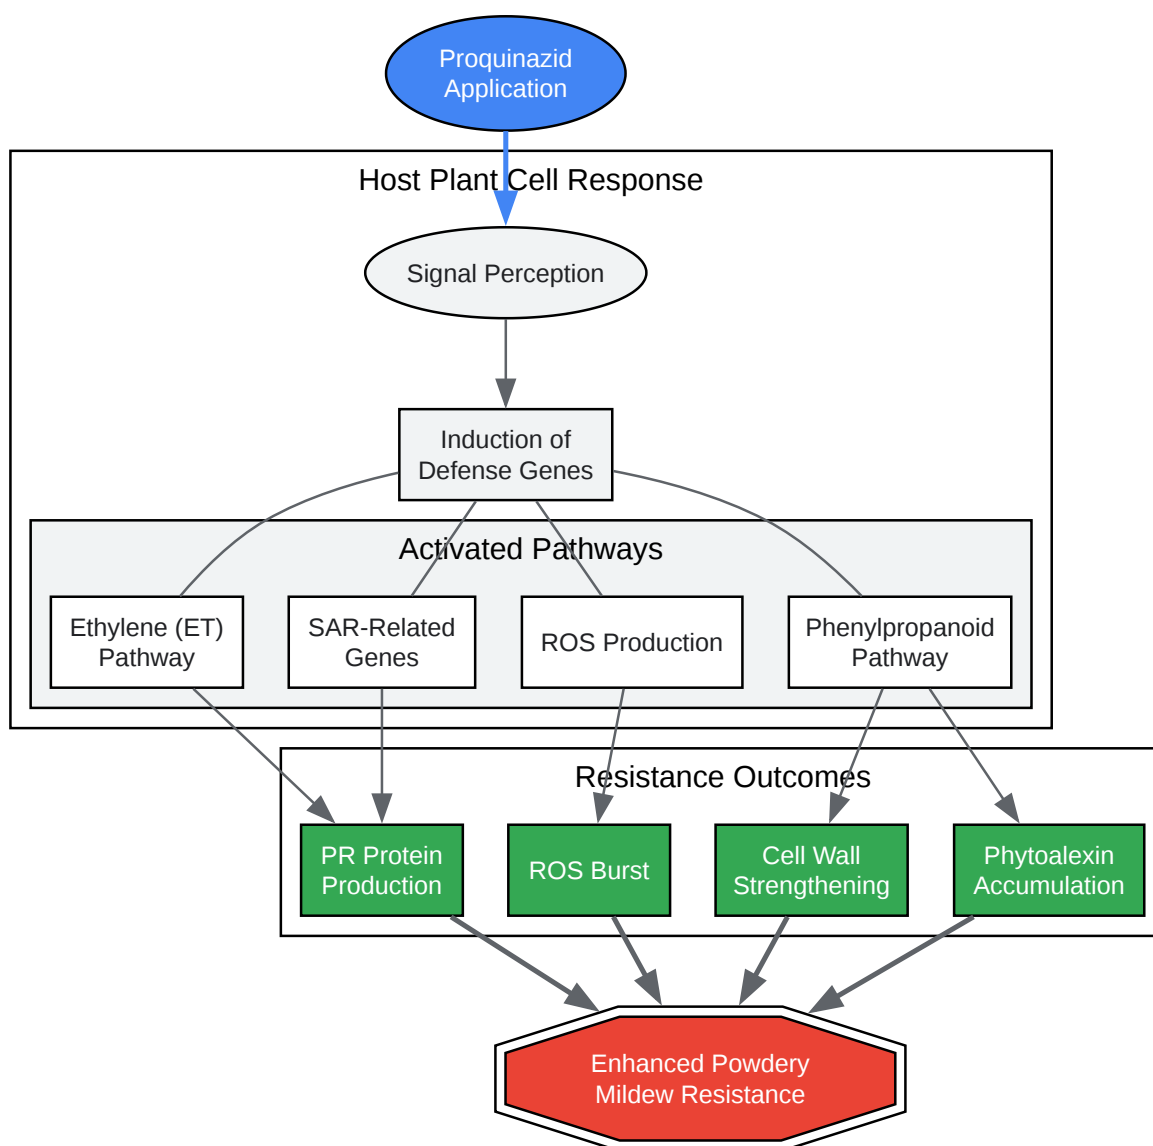 Proquinazid
Application
Host Plant Cell Response
Signal Perception
Induction of
Defense Genes
Activated Pathways
Ethylene (ET)
Pathway
SAR-Related
Genes
ROS Production
Phenylpropanoid
Pathway
Resistance Outcomes
PR Protein
Production
ROS Burst
Cell Wall
Strengthening
Phytoalexin
Accumulation
Enhanced Powdery
Mildew Resistance